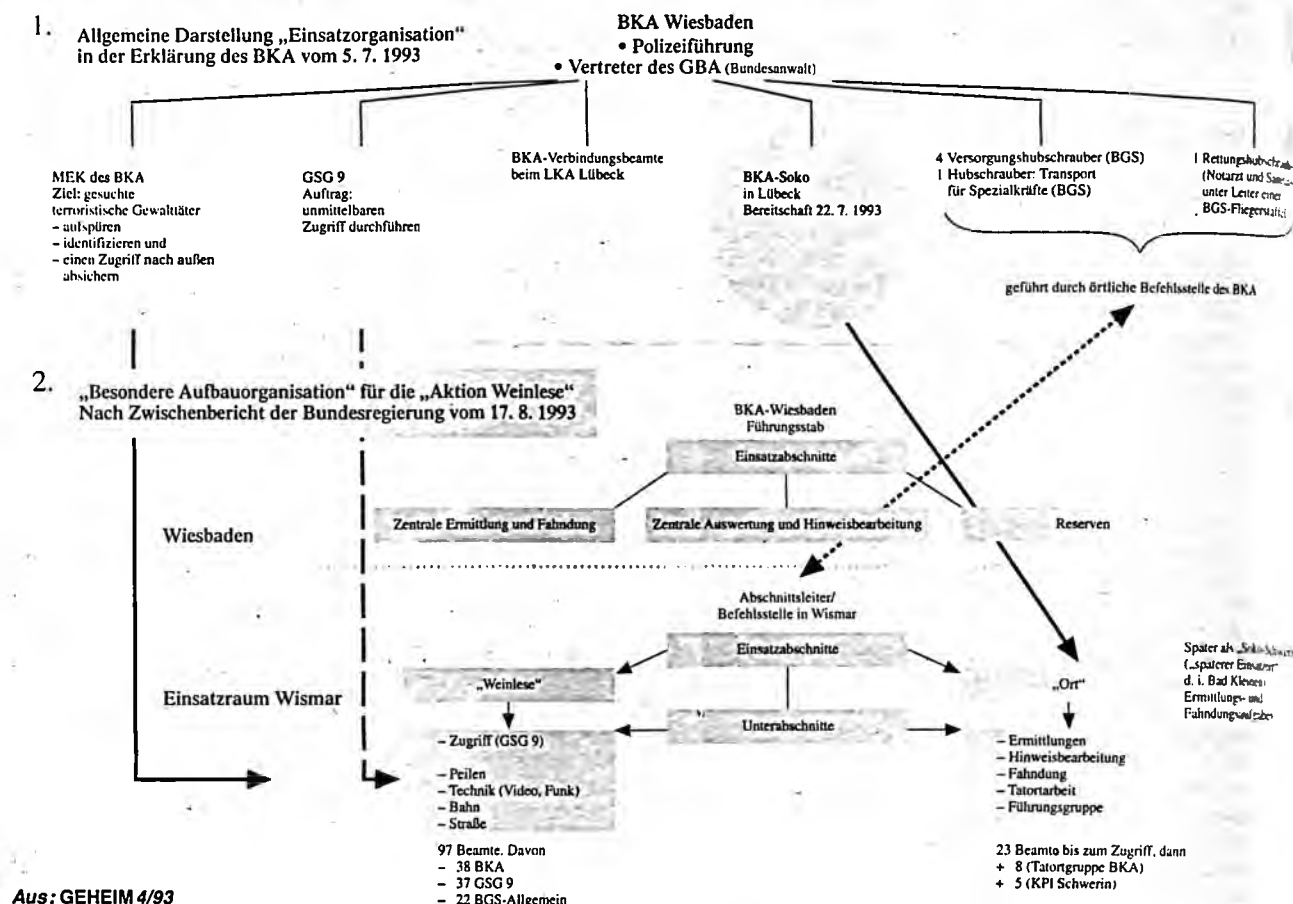 1. Allgemeine Darstellung „Einsatzorganisation“
in der Erklärung des BKA vom 5. 7. 1993
BKA Wiesbaden
• Polizeiführung
• Vertreter des GBA (Bundesanwalt)
MEK des BKA
Ziel: gesuchte
terroristische Gewalttäter
– aufspüren
– identifizieren und
– einen Zugriff nach außen
absichern
GSG 9
Auftrag:
unmittelbaren
Zugriff durchführen
BKA-Verbindungsbeamte
beim LKA Lübeck
BKA-Soko
in Lübeck
Bereitschaft 22. 7. 1993
4 Versorgungshubschrauber (BGS)
1 Hubschrauber: Transport
für Spezialkräfte (BGS)
1
(Notarzt und
unter Leiter einer
geführt durch örtliche Befehlsstelle des BKA
2. „Besondere Aufbauorganisation“ für die „Aktion Weinlese“
Nach Zwischenbericht der Bundesregierung vom 17. 8. 1993
BKA-Wiesbaden
Führungsstab
Einsatzabschnitte
Wiesbaden
Zentrale Ermittlung und Fahndung
Zentrale Auswertung und Hinweisbearbeitung
Reserven
Abschnittsleiter/
Befehlsstelle in Wismar
Einsatzabschnitte
Einsatzraum Wismar
„Weinlese“
„Ort“
Unterabschnitte
– Zugriff (GSG 9)
– Peilen
– Technik (Video, Funk)
– Bahn
– Straße
97 Beamte. Davon
– 38 BKA
– 37 GSG 9
– 22 BGS-Allgemein
– Ermittlungen
– Hinweisbearbeitung
– Fahndung
– Tatortarbeit
– Führungsgruppe
23 Beamte bis zum Zugriff, dann
+ 8 (Tatortgruppe BKA)
+ 5 (KPI Schwerin)
Später als
(„späterer
d. i. Bad Kleinen
Ermittlungs- und
Aus: GEHEIM 4/93